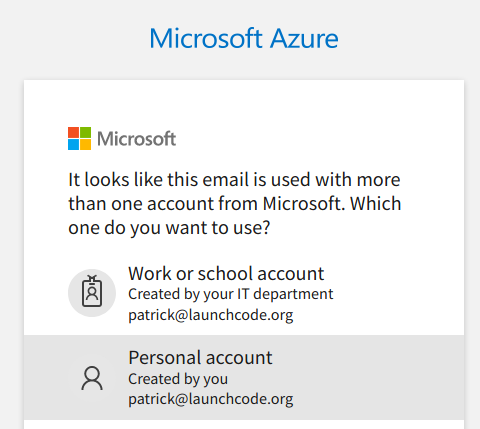 Microsoft Azure
Microsoft
It looks like this email is used with more
than one account from Microsoft. Which
one do you want to use?
Work or school account
Created by your IT department
patrick@launchcode.org
Personal account
Created by you
patrick@launchcode.org